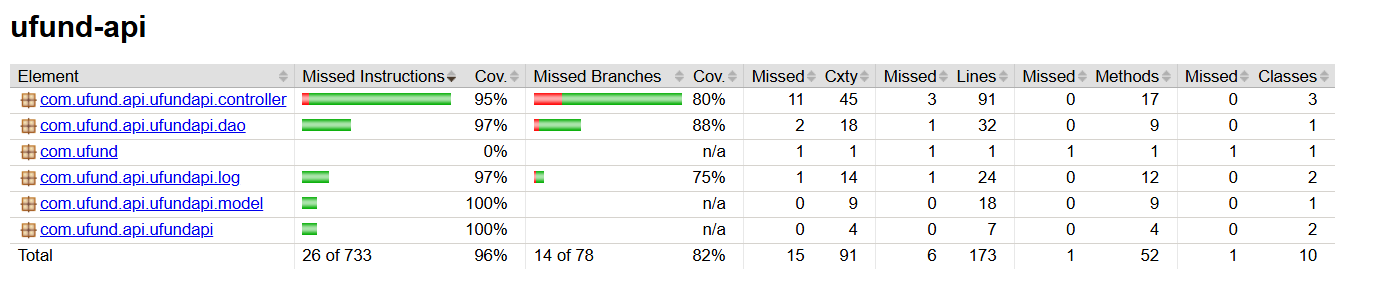 ufund-api
Element Missed Instructions Cov. Missed Branches Cov. Missed Cxty Missed Lines Missed Methods Missed Classes
com.ufund.api.ufundapi.controller 95% 80% 11 45 3 91 0 17 0 3
com.ufund.api.ufundapi.dao 97% 88% 2 18 1 32 0 9 0 1
com.ufund 0% n/a 1 1 1 1 1 1 1 1
com.ufund.api.ufundapi.log 97% 75% 1 14 1 24 0 12 0 2
com.ufund.api.ufundapi.model 100% n/a 0 9 0 18 0 9 0 1
com.ufund.api.ufundapi 100% n/a 0 4 0 7 0 4 0 2
Total 26 of 733 96% 14 of 78 82% 15 91 6 173 1 52 1 10